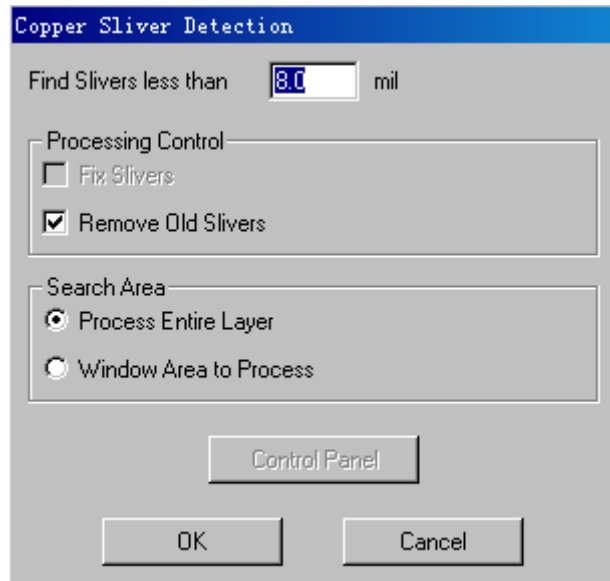 Copper Sliver Detection
Find Slivers less than 8.0 mil
Processing Control
Fix Slivers
Remove Old Slivers
Search Area
Process Entire Layer
Window Area to Process
Control Panel
OK Cancel